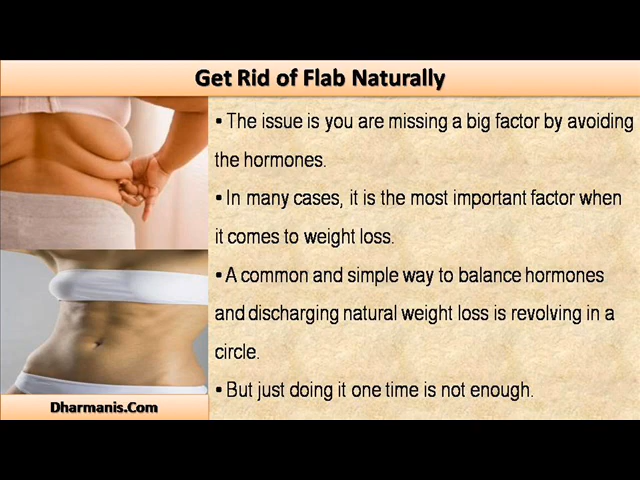 Get Rid of Flab Naturally
• The issue is you are missing a big factor by avoiding
the hormones.
• In many cases, it is the most important factor when
it comes to weight loss.
• A common and simple way to balance hormones
and discharging natural weight loss is revolving in a
circle.
• But just doing it one time is not enough.
Dharmanis.Com